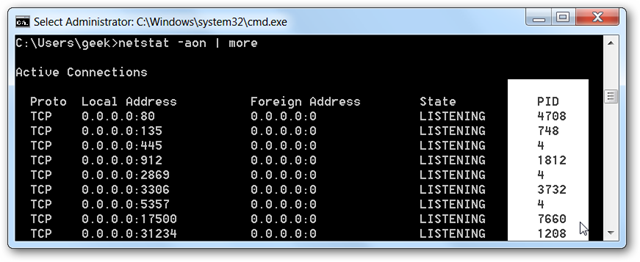 Select Administrator: C:\Windows\system32\cmd.exe
C:\Users\geek>netstat -aon | more
Active Connections
Proto Local Address Foreign Address State PID
TCP 0.0.0.0:80 0.0.0.0:0 LISTENING 4708
TCP 0.0.0.0:135 0.0.0.0:0 LISTENING 748
TCP 0.0.0.0:445 0.0.0.0:0 LISTENING 4
TCP 0.0.0.0:912 0.0.0.0:0 LISTENING 1812
TCP 0.0.0.0:2869 0.0.0.0:0 LISTENING 4
TCP 0.0.0.0:3306 0.0.0.0:0 LISTENING 3732
TCP 0.0.0.0:5357 0.0.0.0:0 LISTENING 4
TCP 0.0.0.0:17500 0.0.0.0:0 LISTENING 7660
TCP 0.0.0.0:31234 0.0.0.0:0 LISTENING 1208